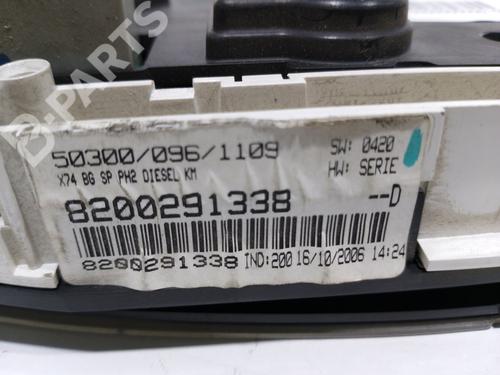 B-PARTS
50300/096/1109
SW: 0420
X74 BG SP PH2 DIESEL KM
HW: SERIE
8200291338 --D
8200291338 IND:200 16/10/2006 14:24